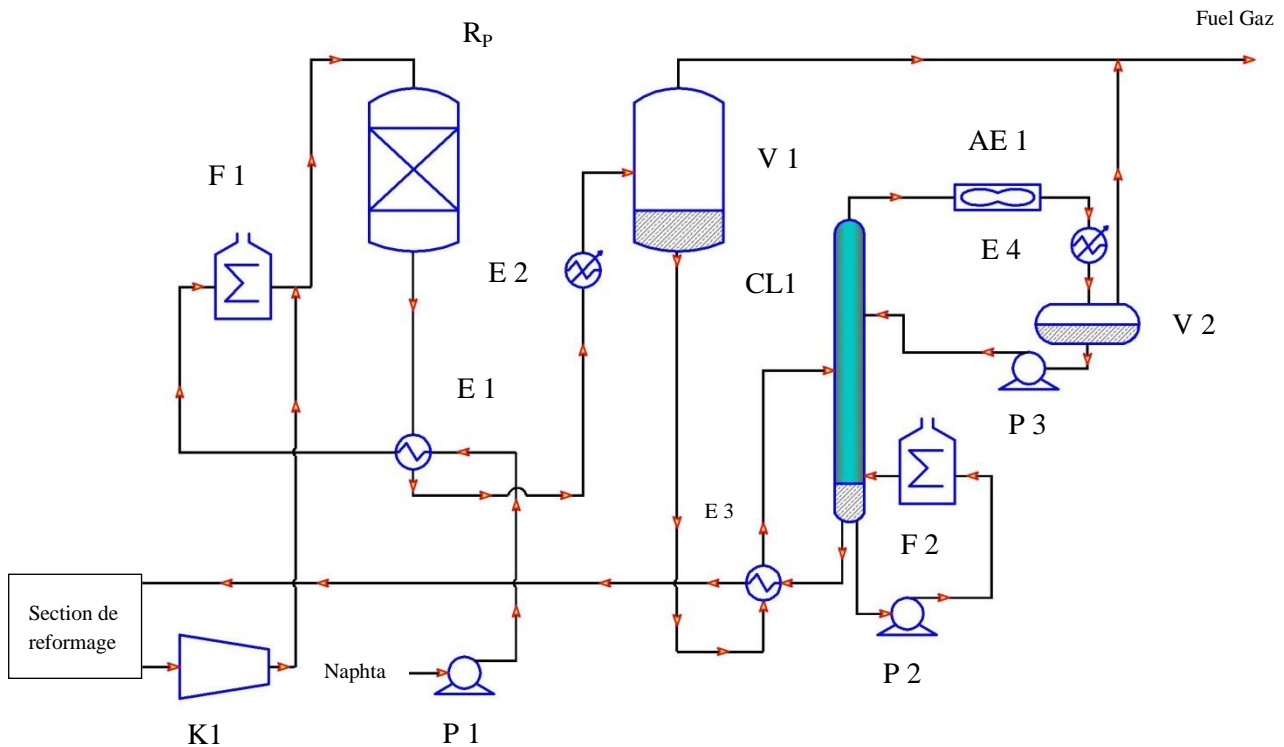 Fuel Gaz
RP
AE 1
V 1
F 1
E 4
E 2
CL1
V 2
E 1
P 3
E 3
F 2
Section de
reformage
Naphta
P 2
K1
P 1